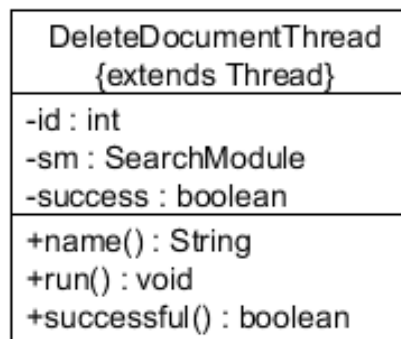 DeleteDocumentThread
{extends Thread}
-id : int
-sm : SearchModule
-success : boolean
+name() : String
+run() : void
+successful() : boolean